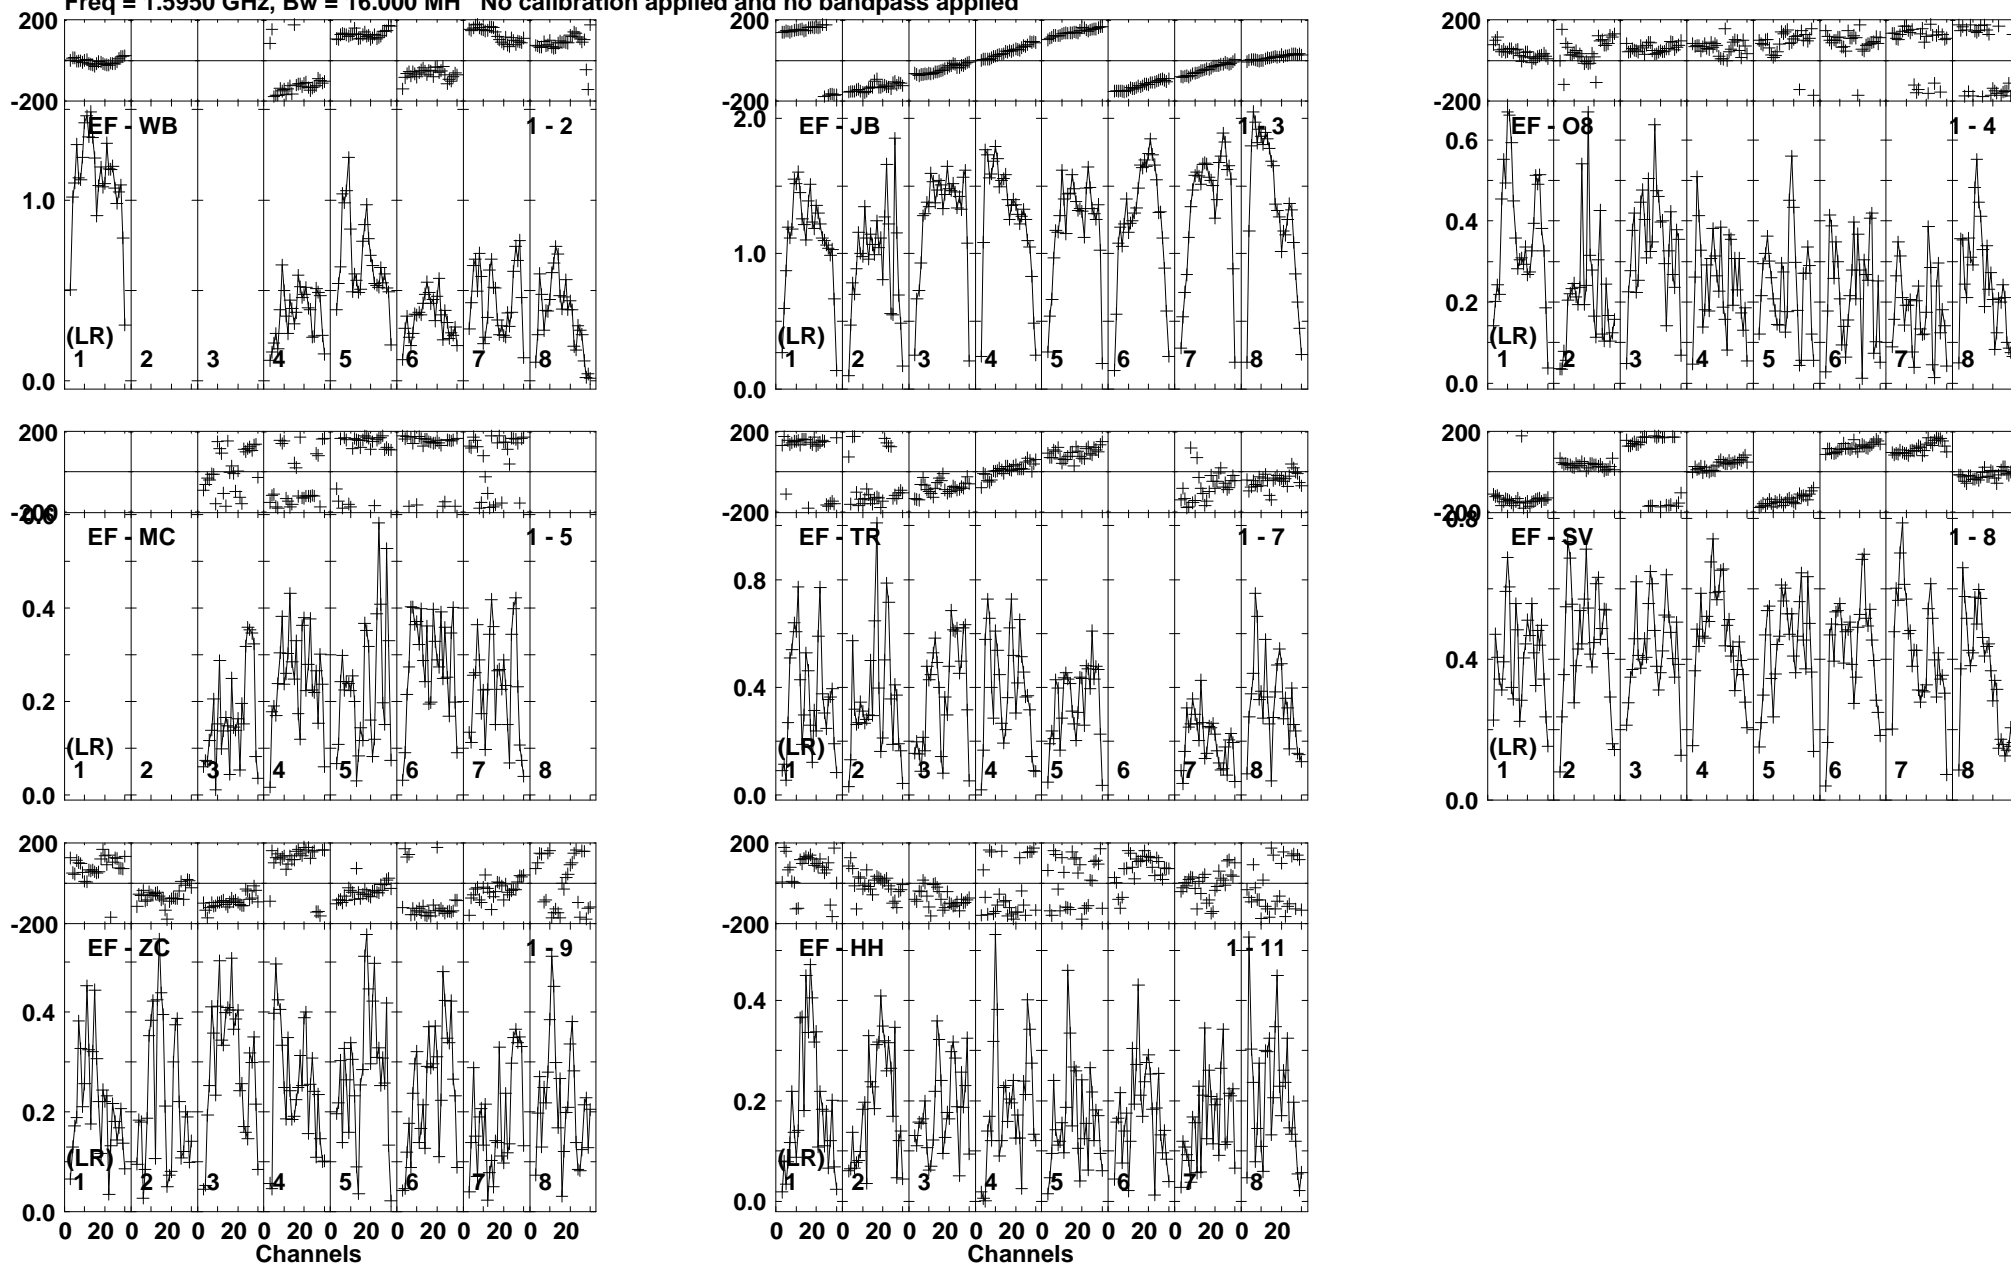 Freq = 1.5950 GHz, Bw = 16.000 MH No calibration applied and no bandpass applied
200
-200
EF - WB 1 - 2
1.0
0.0
(LR)
1 2 3 4 5 6 7 8
200
-200
2.0
EF - JB 1 - 3
1.0
0.0
(LR)
1 2 3 4 5 6 7 8
200
-200
EF - O8 1 - 4
0.6
0.4
0.2
0.0
(LR)
1 2 3 4 5 6 7 8
200
-200
0.6
EF - MC 1 - 5
0.4
0.2
0.0
(LR)
1 2 3 4 5 6 7 8
200
-200
EF - TR 1 - 7
0.8
0.4
0.0
(LR)
1 2 3 4 5 6 7 8
200
-200
0.8
EF - SV 1 - 8
0.4
0.0
(LR)
1 2 3 4 5 6 7 8
200
-200
EF - ZC 1 - 9
0.4
0.2
0.0
(LR)
1 2 3 4 5 6 7 8
0 20 0 20 0 20 0 20 0 20 0 20 0 20 0 20
Channels
200
-200
EF - HH 1 - 11
0.4
0.2
0.0
(LR)
1 2 3 4 5 6 7 8
0 20 0 20 0 20 0 20 0 20 0 20 0 20 0 20
Channels